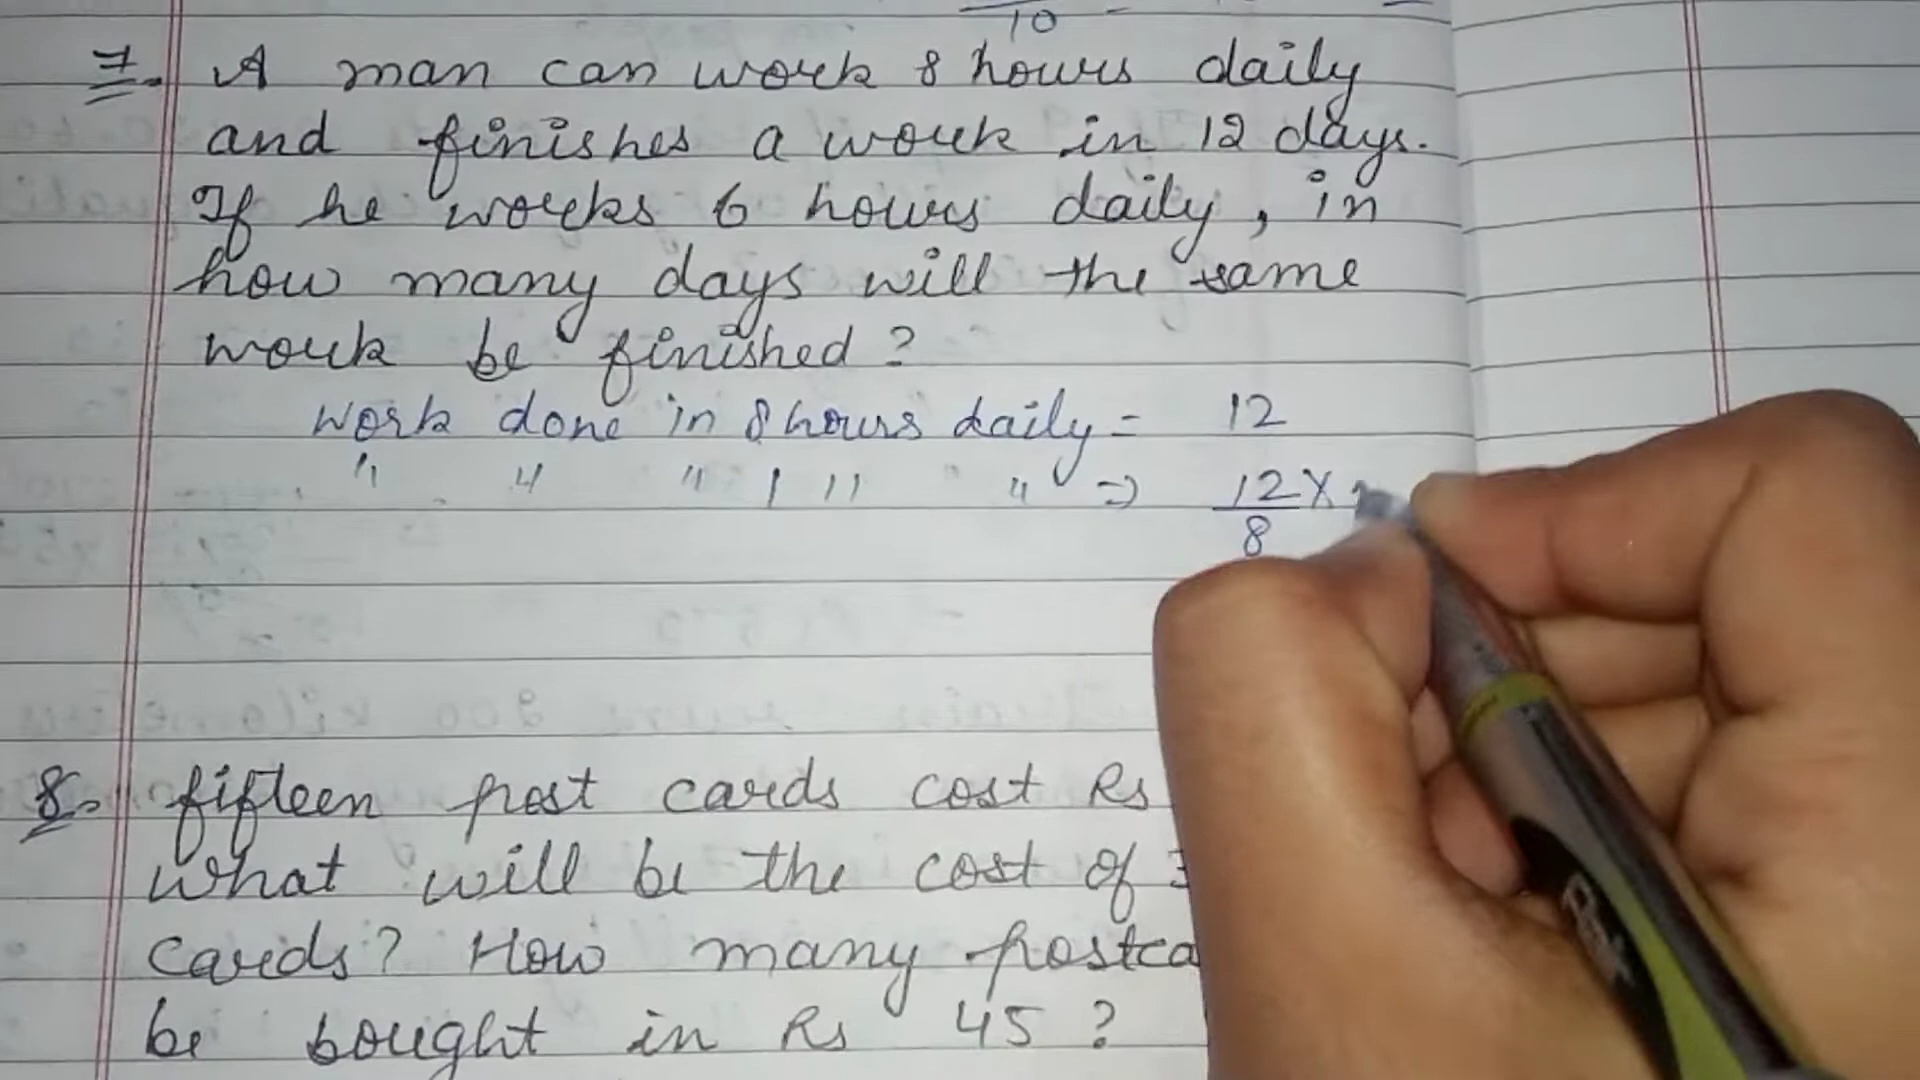 10
7. A man can work 8 hours daily
and finishes a work in 12 days.
If he works 6 hours daily, in
how many days will the same
work be finished?
Work done in 8 hours daily = 12
" " " 1 " " => 12/8 x
8. fifteen post cards cost Rs
What will be the cost of
cards? How many postca
be bought in Rs 45?